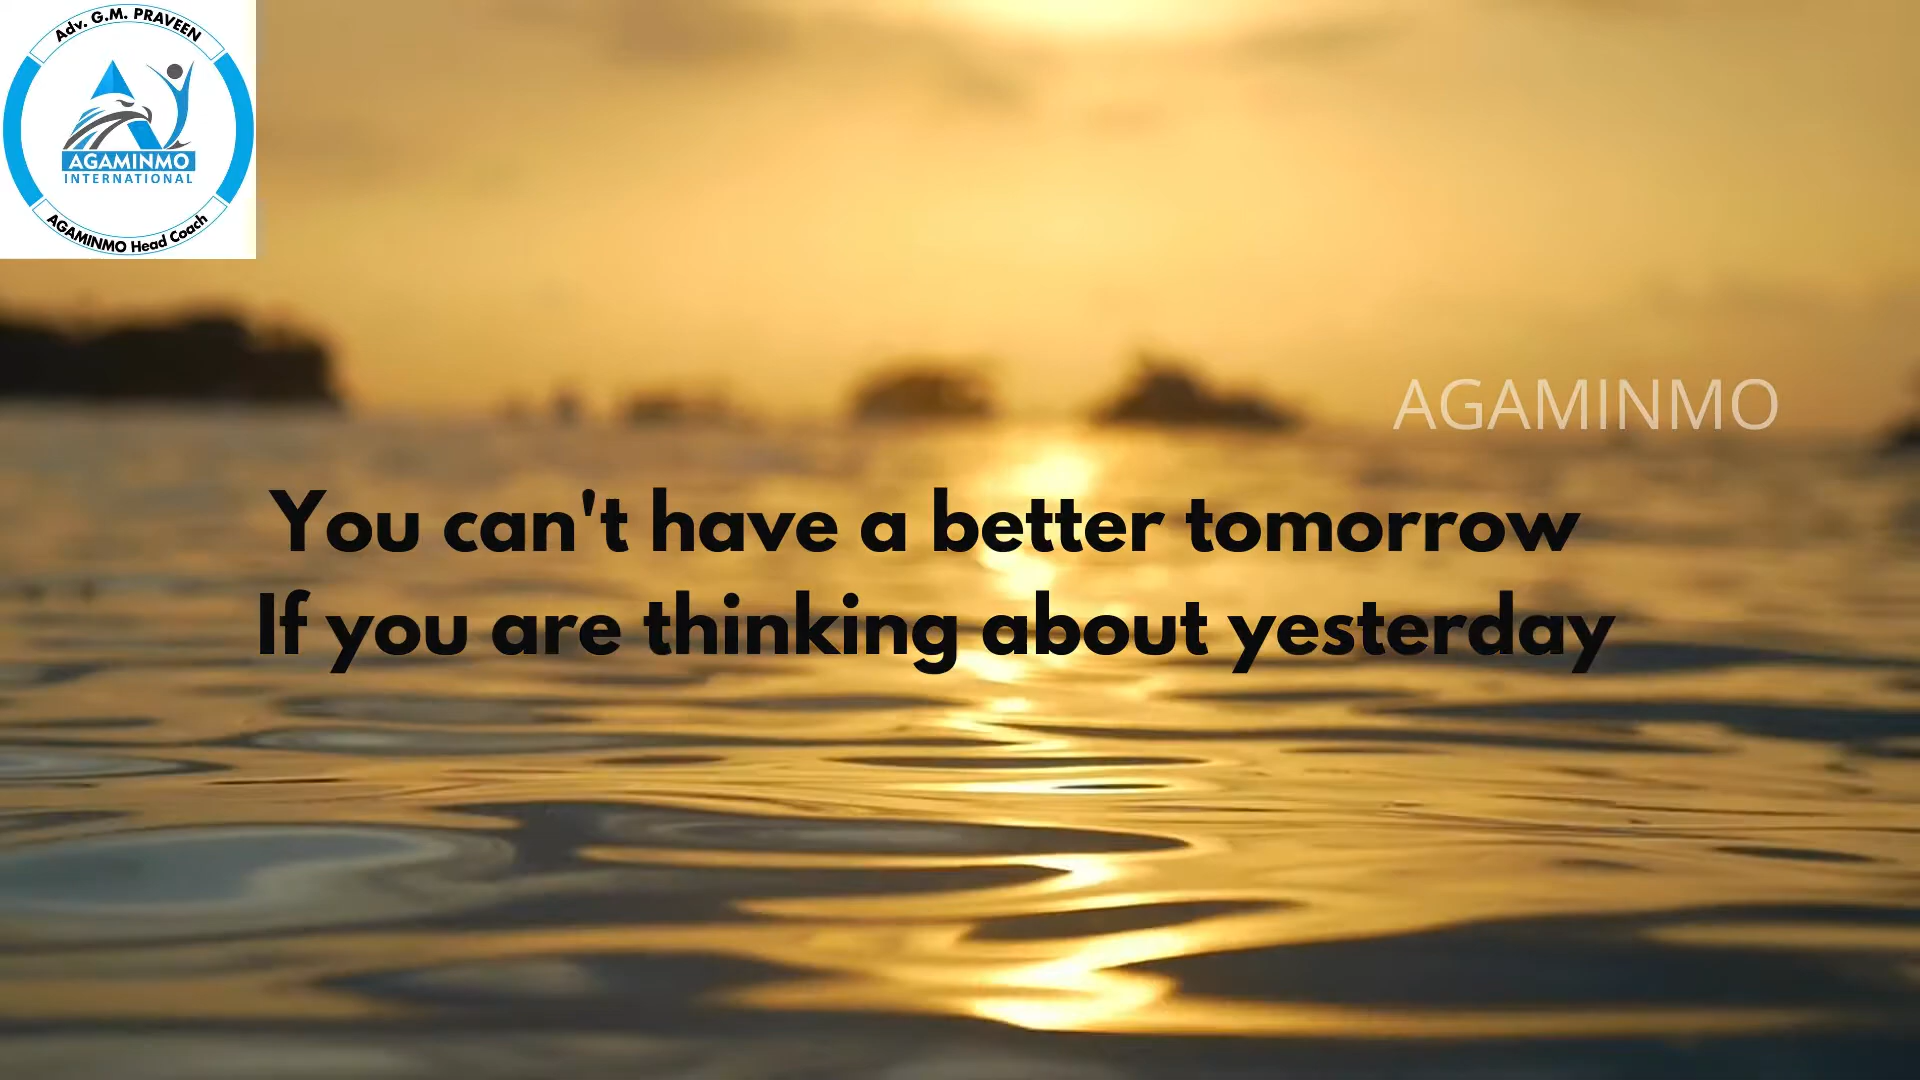 Adv. G.M. PRAVEEN
AGAMINMO
INTERNATIONAL
AGAMINMO Head Coach
AGAMINMO
You can't have a better tomorrow
If you are thinking about yesterday